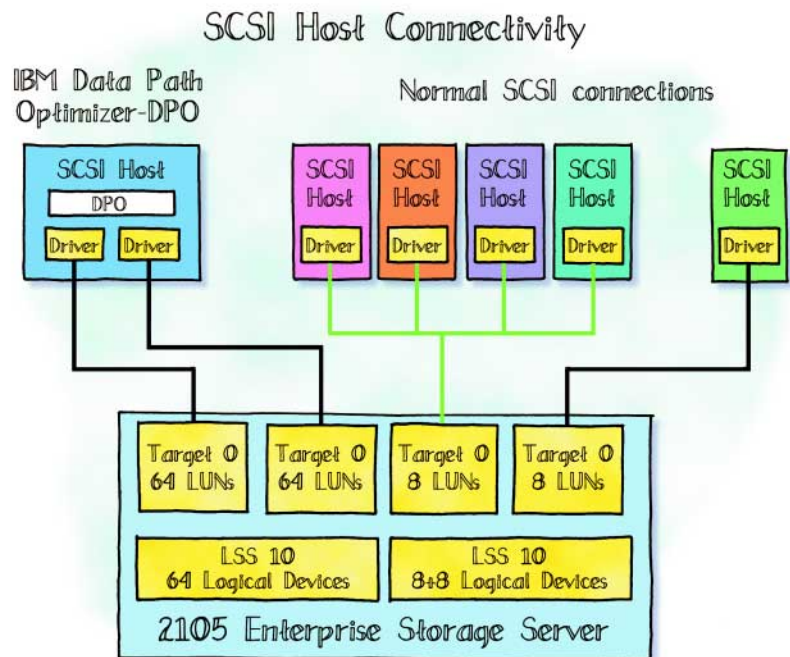 SCSI Host Connectivity
IBM Data Path
Optimizer-DPO
Normal SCSI connections
SCSI Host
DPO
Driver
Driver
SCSI
Host
Driver
SCSI
Host
Driver
SCSI
Host
Driver
SCSI
Host
Driver
SCSI
Host
Driver
Target 0
64 LUNs
Target 0
64 LUNs
Target 0
8 LUNs
Target 0
8 LUNs
LSS 10
64 Logical Devices
LSS 10
8+8 Logical Devices
2105 Enterprise Storage Server